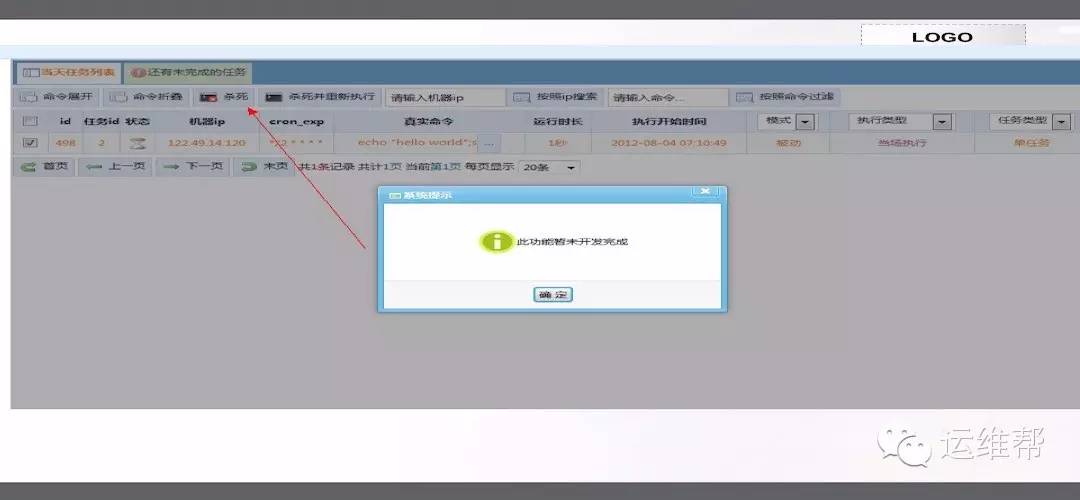 LOGO
当天任务列表 还有未完成的任务
命令展开 命令折叠 杀死 杀死并重新执行 请输入机器ip 按照ip搜索 请输入命令... 按照命令过滤
id 任务id 状态 机器ip cron_exp 真实命令 运行时长 执行开始时间 模式 执行类型 任务类型
498 2 122.49.14.120 * * * * echo "hello world";s ... 1秒 2012-08-04 07:10:49 被动 当场执行 单任务
首页 上一页 下一页 末页 共1条记录 共计1页 当前第1页 每页显示 20条
系统提示
此功能暂未开发完成
确 定
运维帮